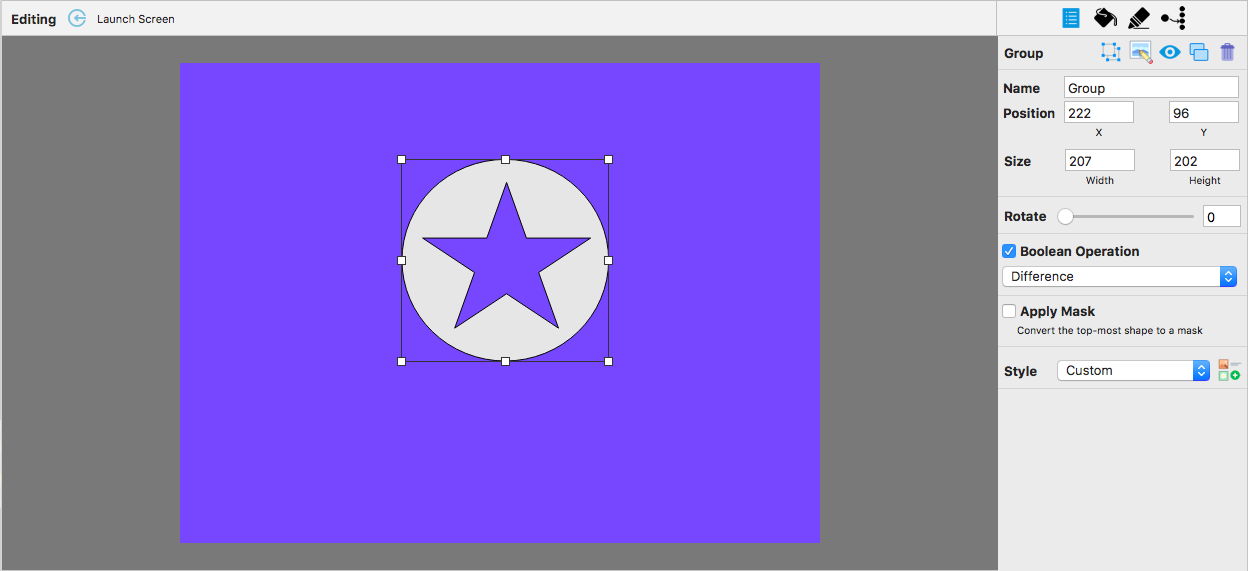 Editing Launch Screen
Group
Name Group
Position 222 96
X Y
Size 207 202
Width Height
Rotate 0
Boolean Operation
Difference
Apply Mask
Convert the top-most shape to a mask
Style Custom